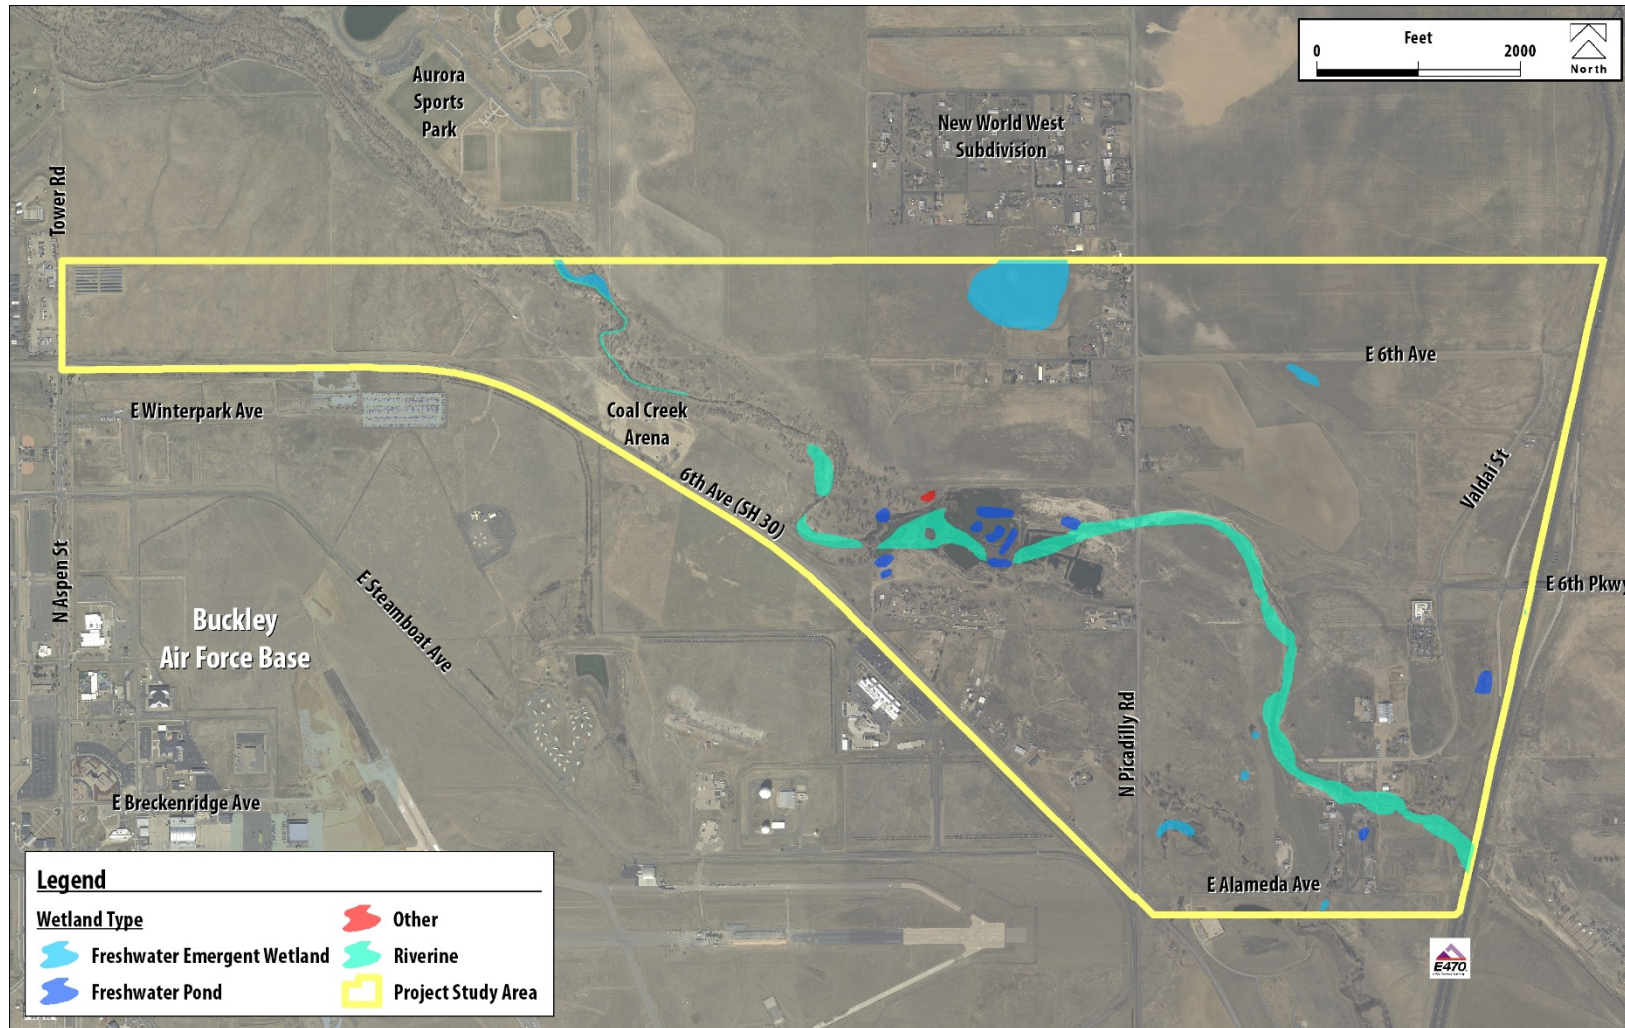 Feet
0
2000
North
Aurora
Sports
Park
New World West
Subdivision
Tower Rd
E 6th Ave
E Winterpark Ave
Coal Creek
Arena
6th Ave (SH 30)
Valdai St
N Aspen St
E Steamboat Ave
E 6th Pkwy
Buckley
Air Force Base
N Picadilly Rd
E Breckenridge Ave
E Alameda Ave
Legend
Wetland Type
Freshwater Emergent Wetland
Freshwater Pond
Other
Riverine
Project Study Area
E470